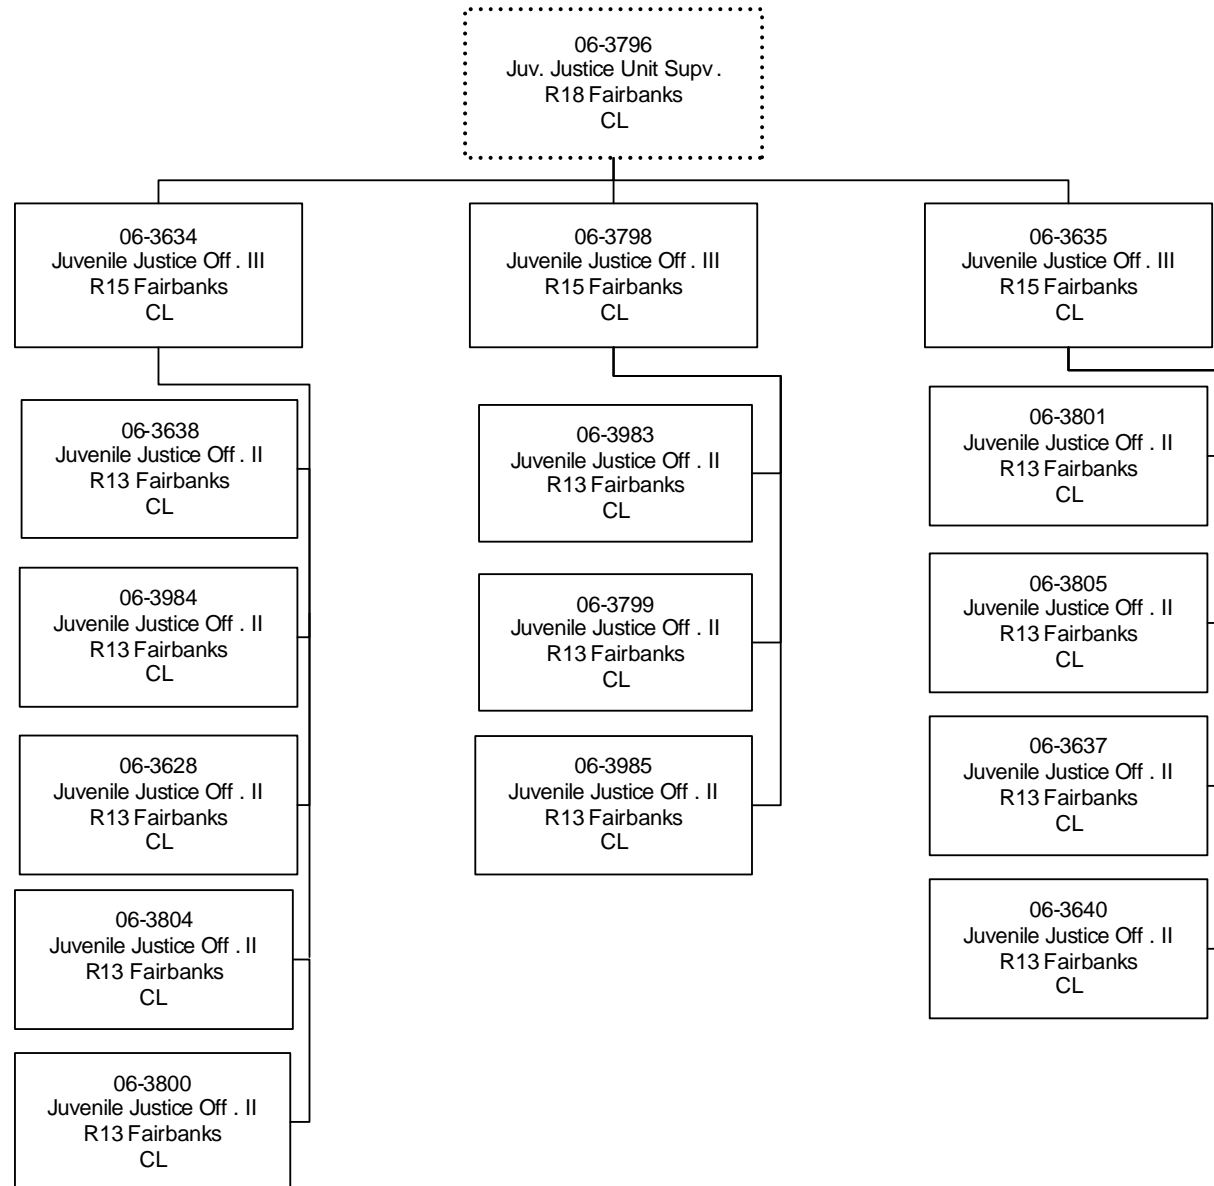 06-3796
Juv. Justice Unit Supv .
R18 Fairbanks
CL
06-3634
Juvenile Justice Off . III
R15 Fairbanks
CL
06-3638
Juvenile Justice Off . II
R13 Fairbanks
CL
06-3984
Juvenile Justice Off . II
R13 Fairbanks
CL
06-3628
Juvenile Justice Off . II
R13 Fairbanks
CL
06-3804
Juvenile Justice Off . II
R13 Fairbanks
CL
06-3800
Juvenile Justice Off . II
R13 Fairbanks
CL
06-3798
Juvenile Justice Off . III
R15 Fairbanks
CL
06-3983
Juvenile Justice Off . II
R13 Fairbanks
CL
06-3799
Juvenile Justice Off . II
R13 Fairbanks
CL
06-3985
Juvenile Justice Off . II
R13 Fairbanks
CL
06-3635
Juvenile Justice Off . III
R15 Fairbanks
CL
06-3801
Juvenile Justice Off . II
R13 Fairbanks
CL
06-3805
Juvenile Justice Off . II
R13 Fairbanks
CL
06-3637
Juvenile Justice Off . II
R13 Fairbanks
CL
06-3640
Juvenile Justice Off . II
R13 Fairbanks
CL